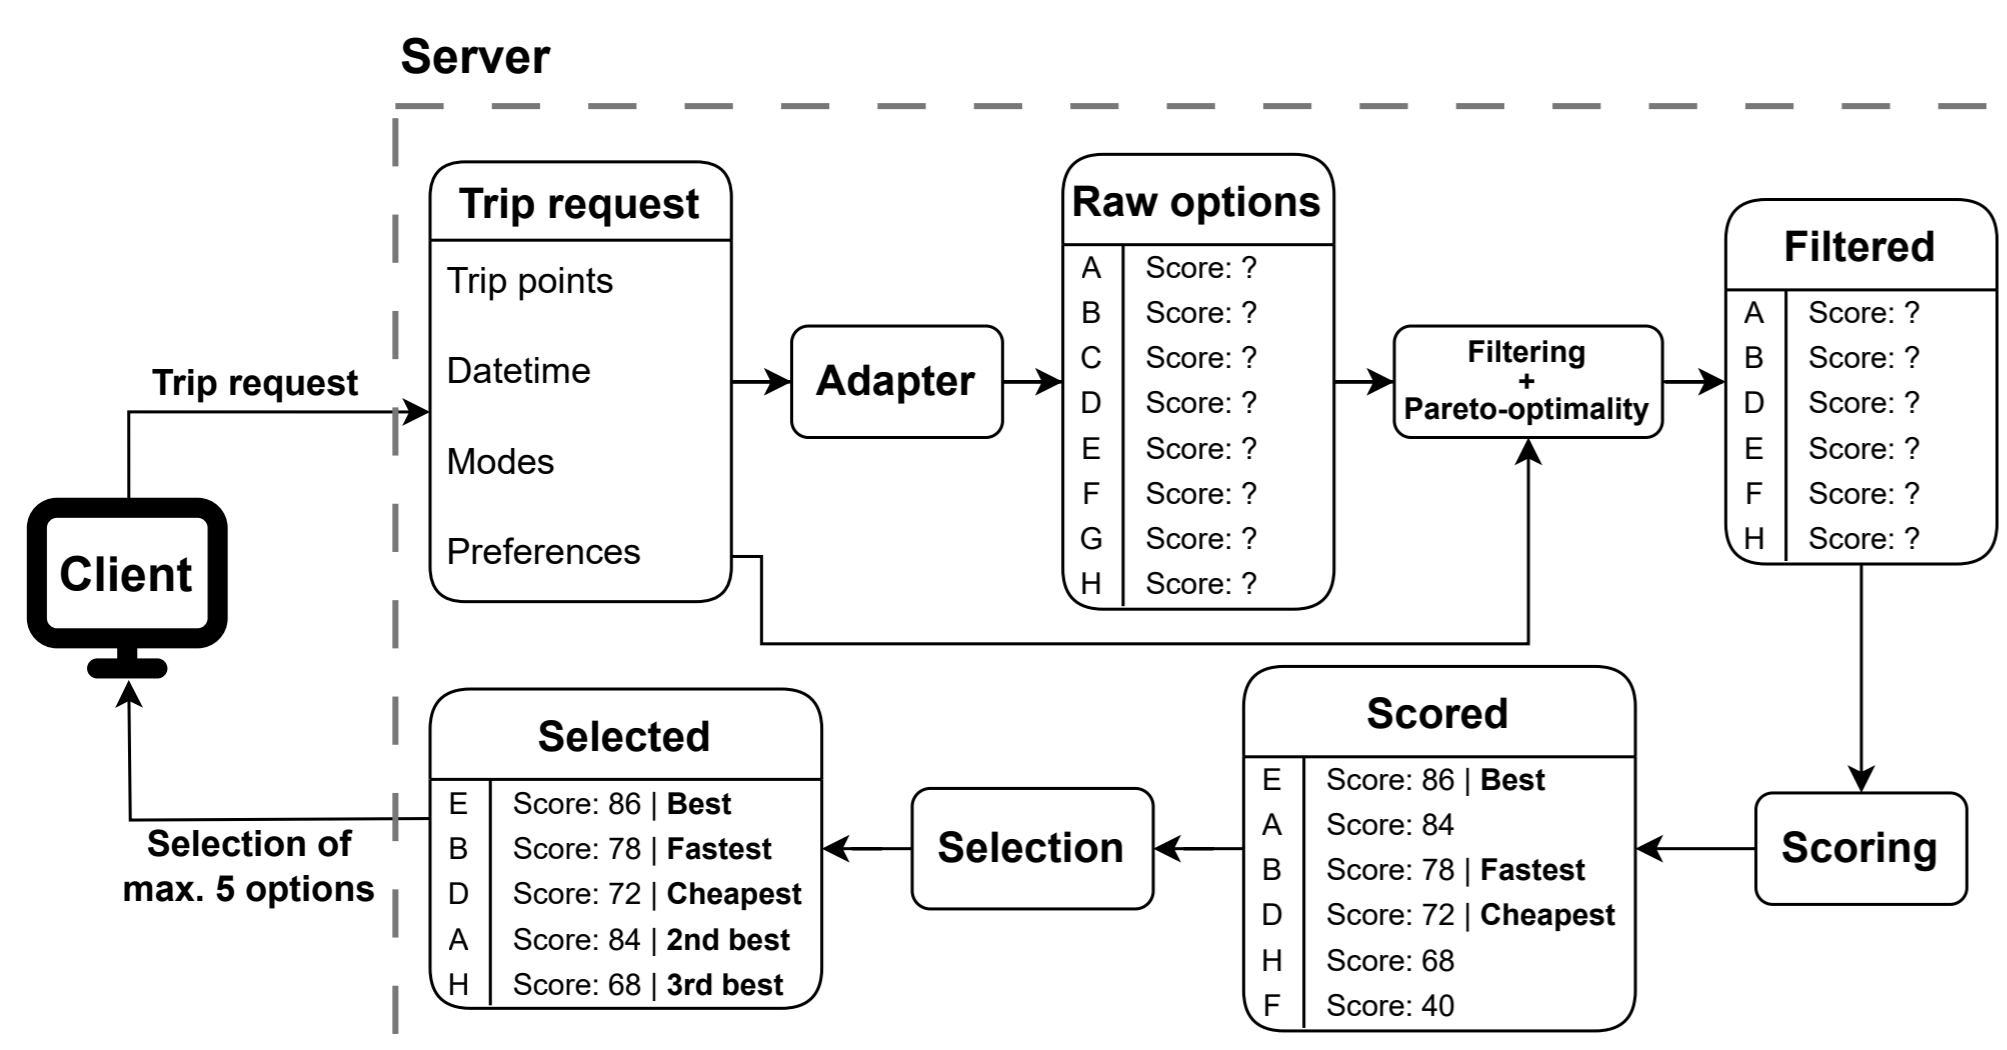 Server
Trip request
Trip points
Datetime
Modes
Preferences
Adapter
Raw options
A Score: ?
B Score: ?
C Score: ?
D Score: ?
E Score: ?
F Score: ?
G Score: ?
H Score: ?
Filtering
+
Pareto-optimality
Filtered
A Score: ?
B Score: ?
D Score: ?
E Score: ?
F Score: ?
H Score: ?
Trip request
Client
Selection of
max. 5 options
Selected
E Score: 86 | Best
B Score: 78 | Fastest
D Score: 72 | Cheapest
A Score: 84 | 2nd best
H Score: 68 | 3rd best
Selection
Scored
E Score: 86 | Best
A Score: 84
B Score: 78 | Fastest
D Score: 72 | Cheapest
H Score: 68
F Score: 40
Scoring